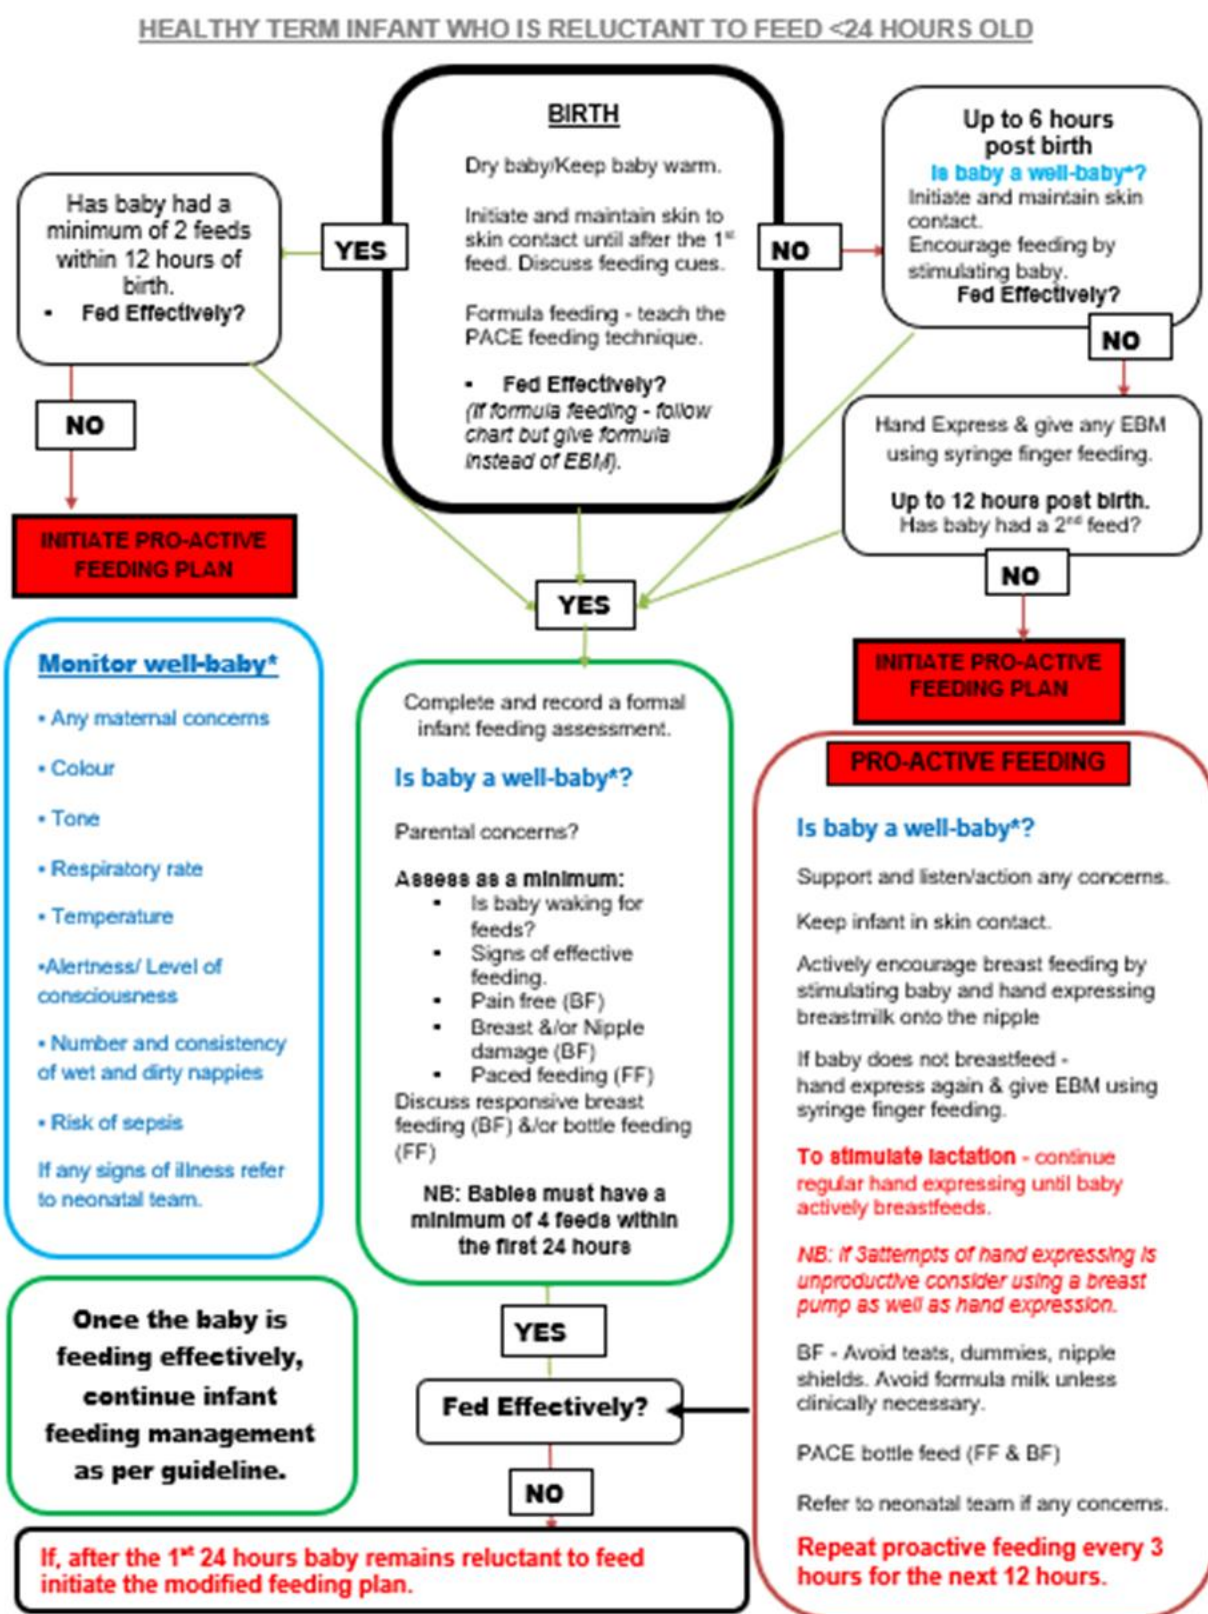 HEALTHY TERM INFANT WHO IS RELUCTANT TO FEED <24 HOURS OLD
BIRTH
Dry baby/Keep baby warm.
Initiate and maintain skin to
skin contact until after the 1st
feed. Discuss feeding cues.
Formula feeding - teach the
PACE feeding technique.
▪ Fed Effectively?
(If formula feeding - follow
chart but give formula
instead of EBM).
YES
NO
Has baby had a
minimum of 2 feeds
within 12 hours of
birth.
▪ Fed Effectively?
NO
INITIATE PRO-ACTIVE
FEEDING PLAN
Up to 6 hours
post birth
Is baby a well-baby*?
Initiate and maintain skin
contact.
Encourage feeding by
stimulating baby.
Fed Effectively?
NO
Hand Express & give any EBM
using syringe finger feeding.
Up to 12 hours post birth.
Has baby had a 2nd feed?
NO
INITIATE PRO-ACTIVE
FEEDING PLAN
YES
Monitor well-baby*
• Any maternal concerns
• Colour
• Tone
• Respiratory rate
• Temperature
•Alertness/ Level of
consciousness
• Number and consistency
of wet and dirty nappies
• Risk of sepsis
If any signs of illness refer
to neonatal team.
Complete and record a formal
infant feeding assessment.
Is baby a well-baby*?
Parental concerns?
Assess as a minimum:
▪ Is baby waking for
feeds?
▪ Signs of effective
feeding.
▪ Pain free (BF)
▪ Breast &/or Nipple
damage (BF)
▪ Paced feeding (FF)
Discuss responsive breast
feeding (BF) &/or bottle feeding
(FF)
NB: Babies must have a
minimum of 4 feeds within
the first 24 hours
YES
Fed Effectively?
NO
PRO-ACTIVE FEEDING
Is baby a well-baby*?
Support and listen/action any concerns.
Keep infant in skin contact.
Actively encourage breast feeding by
stimulating baby and hand expressing
breastmilk onto the nipple
If baby does not breastfeed -
hand express again & give EBM using
syringe finger feeding.
To stimulate lactation - continue
regular hand expressing until baby
actively breastfeeds.
NB: if 3attempts of hand expressing is
unproductive consider using a breast
pump as well as hand expression.
BF - Avoid teats, dummies, nipple
shields. Avoid formula milk unless
clinically necessary.
PACE bottle feed (FF & BF)
Refer to neonatal team if any concerns.
Repeat proactive feeding every 3
hours for the next 12 hours.
Once the baby is
feeding effectively,
continue infant
feeding management
as per guideline.
If, after the 1st 24 hours baby remains reluctant to feed
initiate the modified feeding plan.